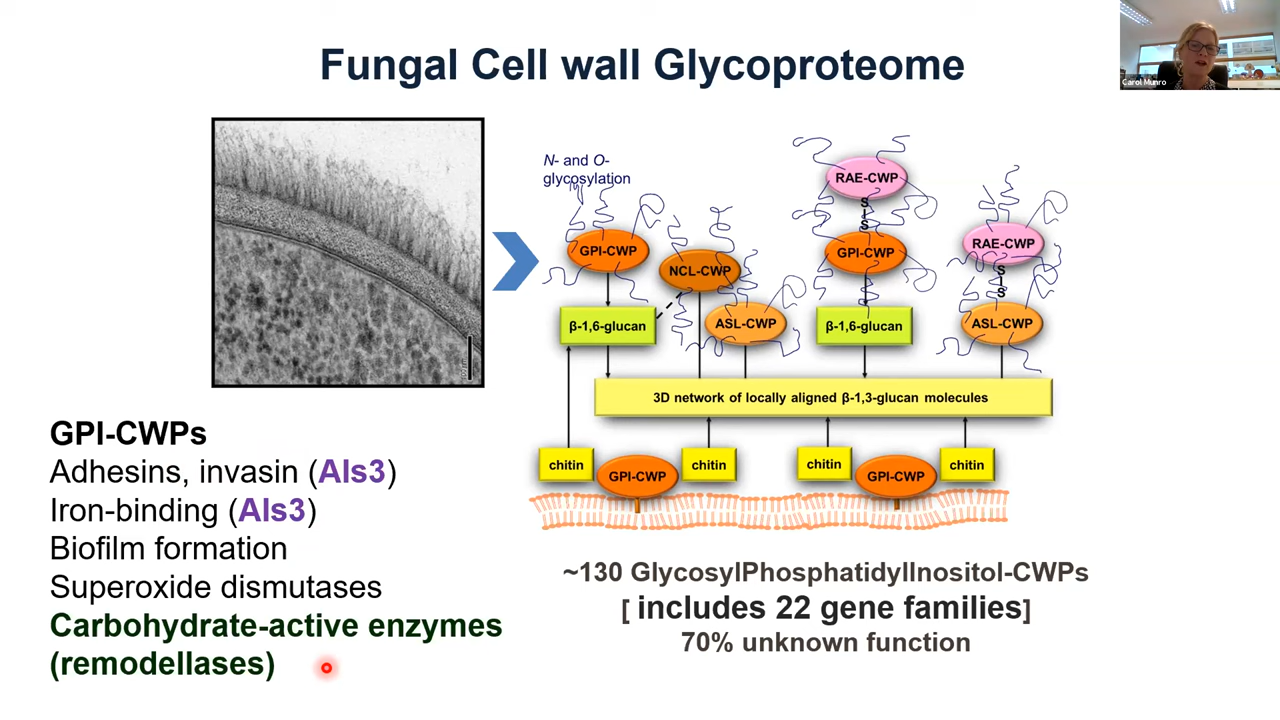 Fungal Cell wall Glycoproteome
Carol Munro
N- and O-
glycosylation
GPI-CWP
NCL-CWP
ASL-CWP
β-1,6-glucan
RAE-CWP
S
S
GPI-CWP
β-1,6-glucan
RAE-CWP
S
S
ASL-CWP
3D network of locally aligned β-1,3-glucan molecules
chitin
GPI-CWP
chitin
chitin
GPI-CWP
chitin
GPI-CWPs
Adhesins, invasin (Als3)
Iron-binding (Als3)
Biofilm formation
Superoxide dismutases
Carbohydrate-active enzymes
(remodellases)
~130 GlycosylPhosphatidylInositol-CWPs
[ includes 22 gene families]
70% unknown function